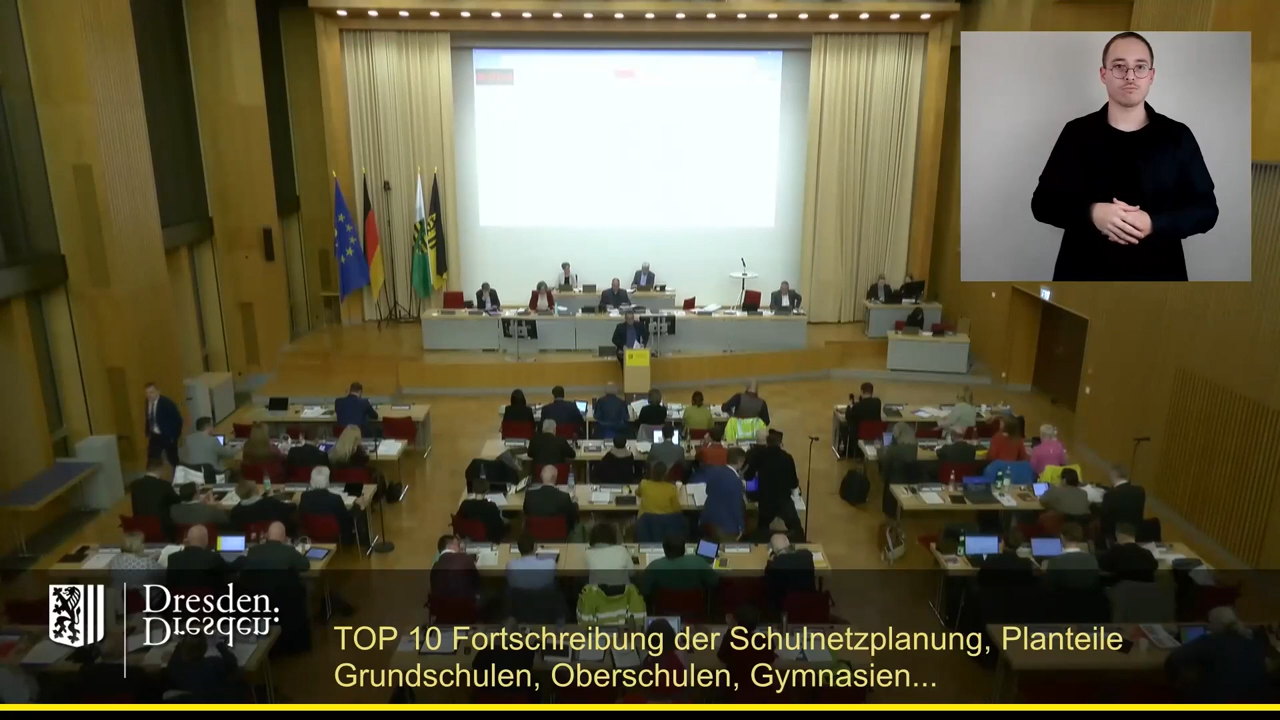 Dresden.
Dresden.
TOP 10 Fortschreibung der Schulnetzplanung, Planteile
Grundschulen, Oberschulen, Gymnasien...